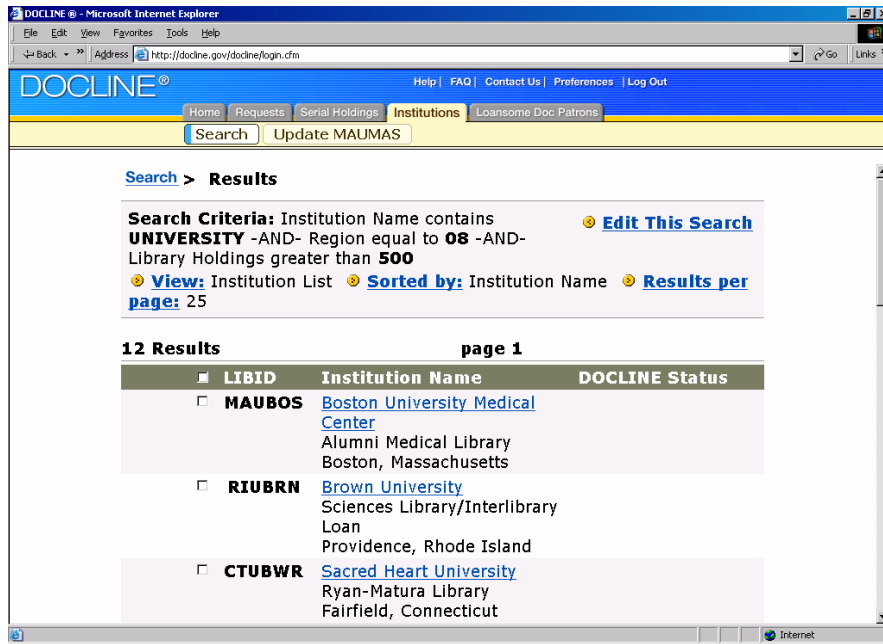 DOCLINE ® - Microsoft Internet Explorer
File Edit View Favorites Tools Help
Back » Address http://docline.gov/docline/login.cfm Go Links
DOCLINE®
Help | FAQ | Contact Us | Preferences | Log Out
Home Requests Serial Holdings Institutions Loansome Doc Patrons
Search Update MAUMAS
Search > Results
Search Criteria: Institution Name contains
UNIVERSITY -AND- Region equal to 08 -AND-
Library Holdings greater than 500
Edit This Search
View: Institution List Sorted by: Institution Name Results per
page: 25
12 Results page 1
LIBID Institution Name DOCLINE Status
MAUBOS Boston University Medical
Center
Alumni Medical Library
Boston, Massachusetts
RIUBRN Brown University
Sciences Library/Interlibrary
Loan
Providence, Rhode Island
CTUBWR Sacred Heart University
Ryan-Matura Library
Fairfield, Connecticut
Internet